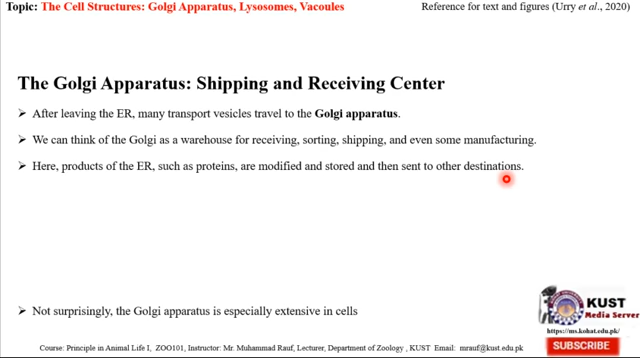 Topic: The Cell Structures: Golgi Apparatus, Lysosomes, Vacoules
Reference for text and figures (Urry et al., 2020)
The Golgi Apparatus: Shipping and Receiving Center
➢ After leaving the ER, many transport vesicles travel to the Golgi apparatus.
➢ We can think of the Golgi as a warehouse for receiving, sorting, shipping, and even some manufacturing.
➢ Here, products of the ER, such as proteins, are modified and stored and then sent to other destinations.
➢ Not surprisingly, the Golgi apparatus is especially extensive in cells
KUST
Media Server
https://ms.kohat.edu.pk/
SUBSCRIBE
Course: Principle in Animal Life I, ZOO101, Instructor: Mr. Muhammad Rauf, Lecturer, Department of Zoology , KUST Email: mrauf@kust.edu.pk